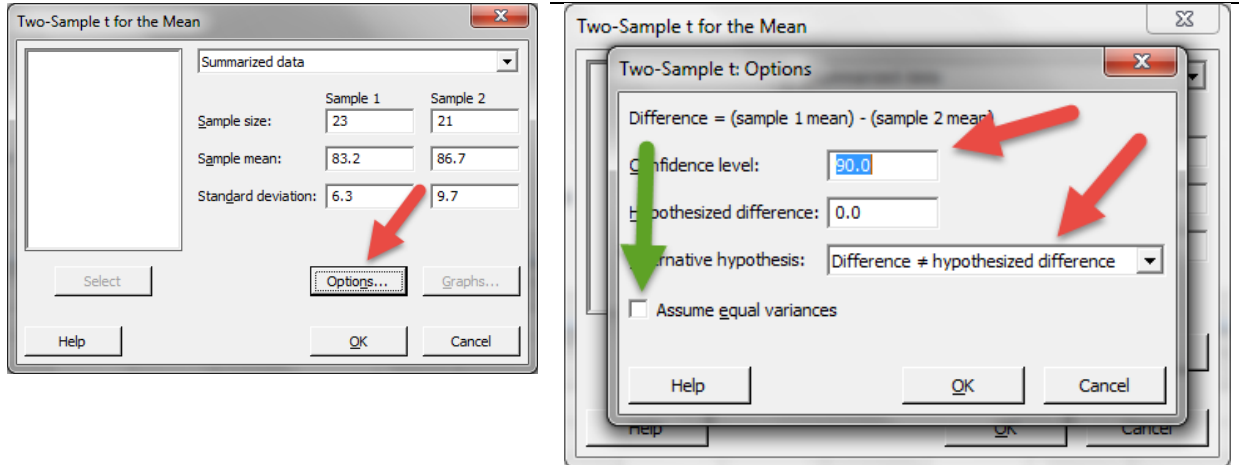 Two-Sample t for the Mean
Summarized data
Sample 1 Sample 2
Sample size: 23 21
Sample mean: 83.2 86.7
Standard deviation: 6.3 9.7
Select Options... Graphs...
Help OK Cancel
Two-Sample t for the Mean
Two-Sample t: Options
Difference = (sample 1 mean) - (sample 2 mean)
Confidence level: 90.0
Hypothesized difference: 0.0
Alternative hypothesis: Difference ≠ hypothesized difference
Assume equal variances
Help OK Cancel
Help OK Cancel